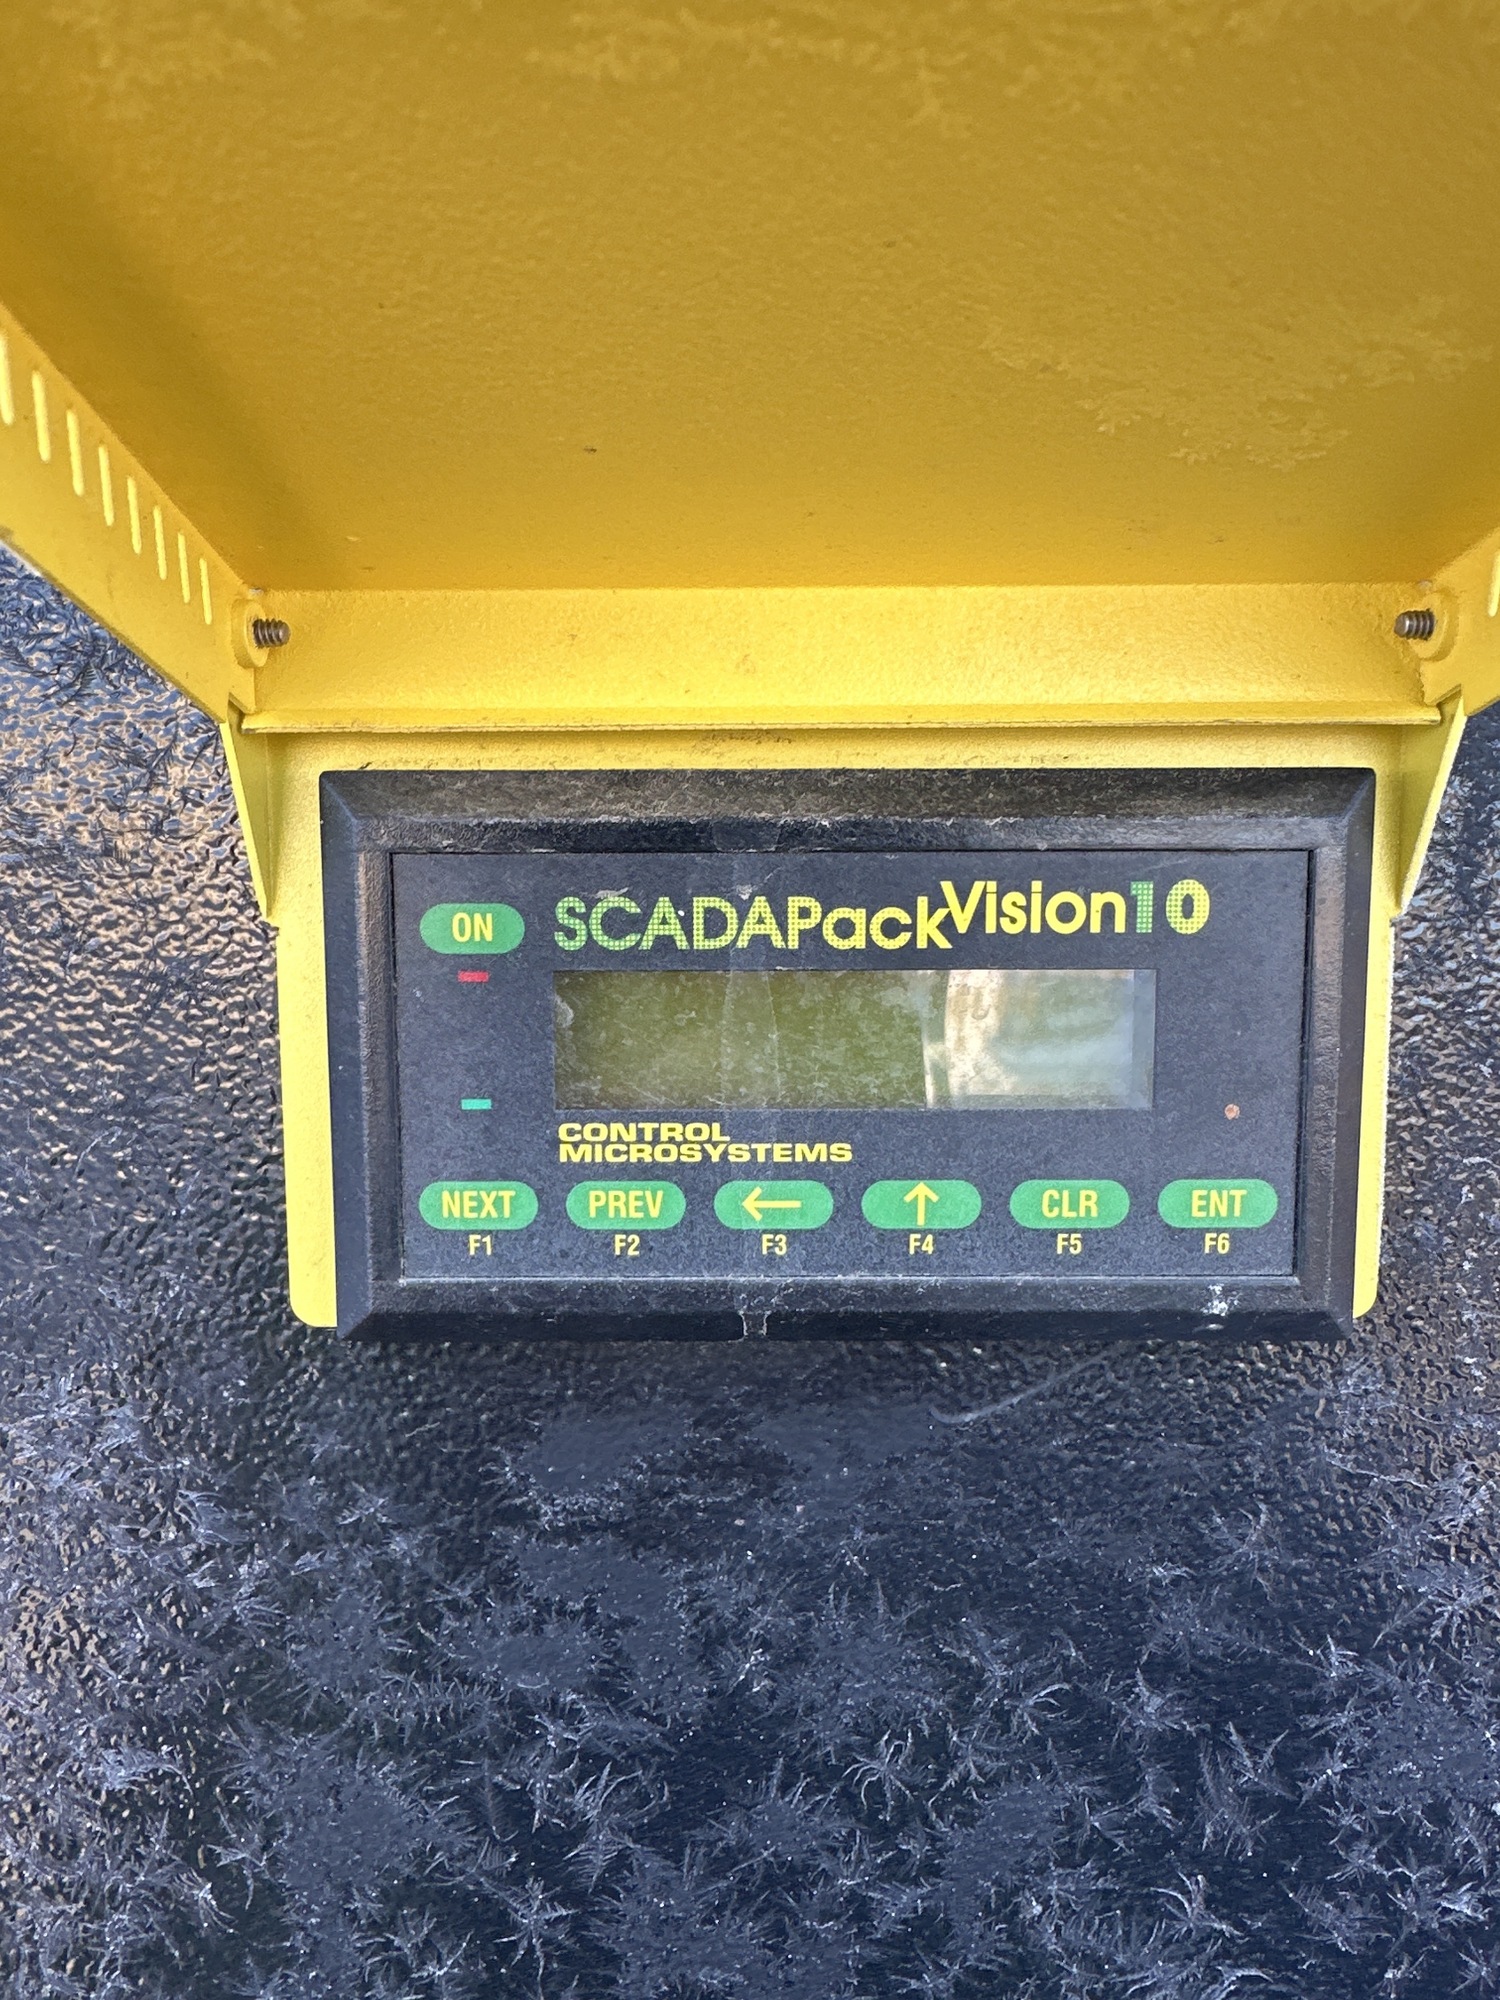 ON
SCADAPackVision10
CONTROL
MICROSYSTEMS
NEXT PREV ← ↑ CLR ENT
F1 F2 F3 F4 F5 F6